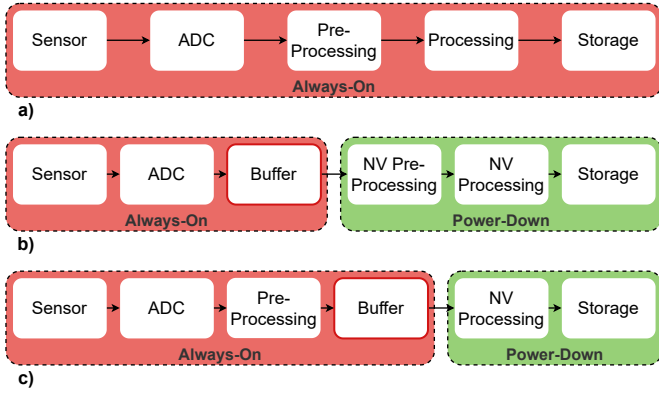 Sensor
ADC
Pre-
Processing
Processing
Storage
Always-On
a)
Sensor
ADC
Buffer
NV Pre-
Processing
NV
Processing
Storage
Always-On
Power-Down
b)
Sensor
ADC
Pre-
Processing
Buffer
NV
Processing
Storage
Always-On
Power-Down
c)